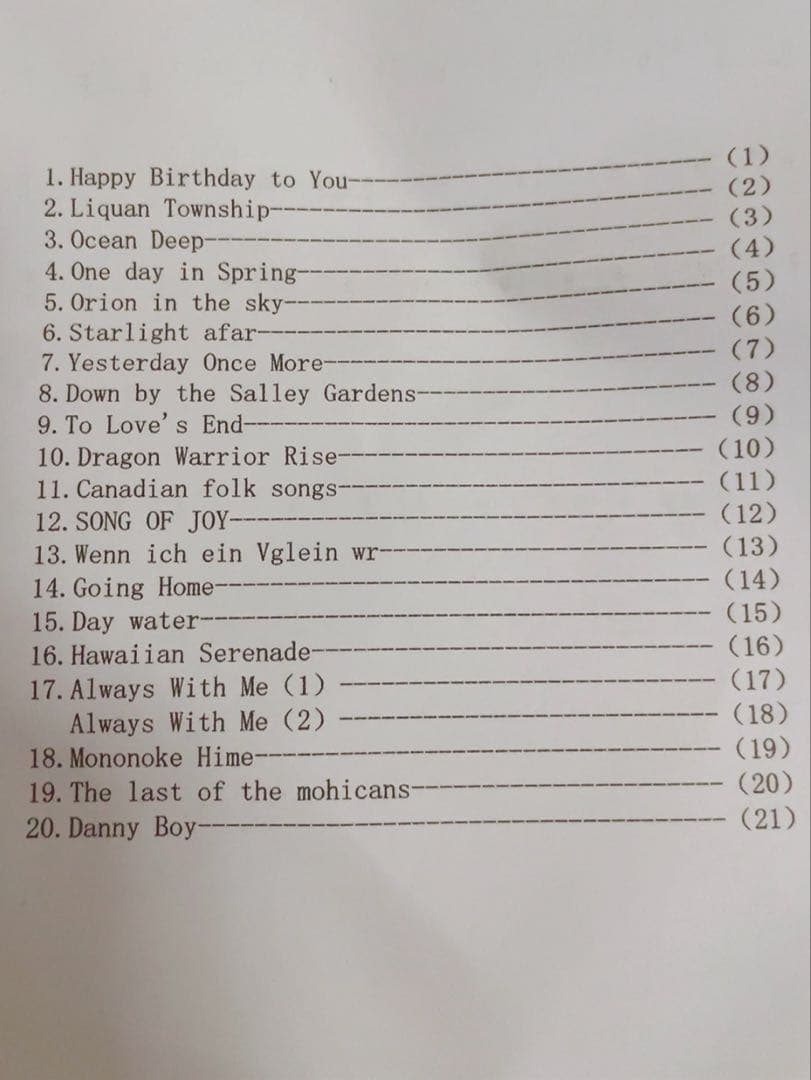 1. Happy Birthday to You---------------------------- (1)
2. Liquan Township---------------------------------- (2)
3. Ocean Deep--------------------------------------- (3)
4. One day in Spring-------------------------------- (4)
5. Orion in the sky--------------------------------- (5)
6. Starlight afar----------------------------------- (6)
7. Yesterday Once More------------------------------ (7)
8. Down by the Salley Gardens----------------------- (8)
9. To Love's End------------------------------------ (9)
10. Dragon Warrior Rise---------------------------- (10)
11. Canadian folk songs---------------------------- (11)
12. SONG OF JOY------------------------------------ (12)
13. Wenn ich ein Vglein wr------------------------- (13)
14. Going Home------------------------------------- (14)
15. Day water-------------------------------------- (15)
16. Hawaiian Serenade------------------------------ (16)
17. Always With Me (1) ---------------------------- (17)
Always With Me (2) ---------------------------- (18)
18. Mononoke Hime---------------------------------- (19)
19. The last of the mohicans----------------------- (20)
20. Danny Boy-------------------------------------- (21)